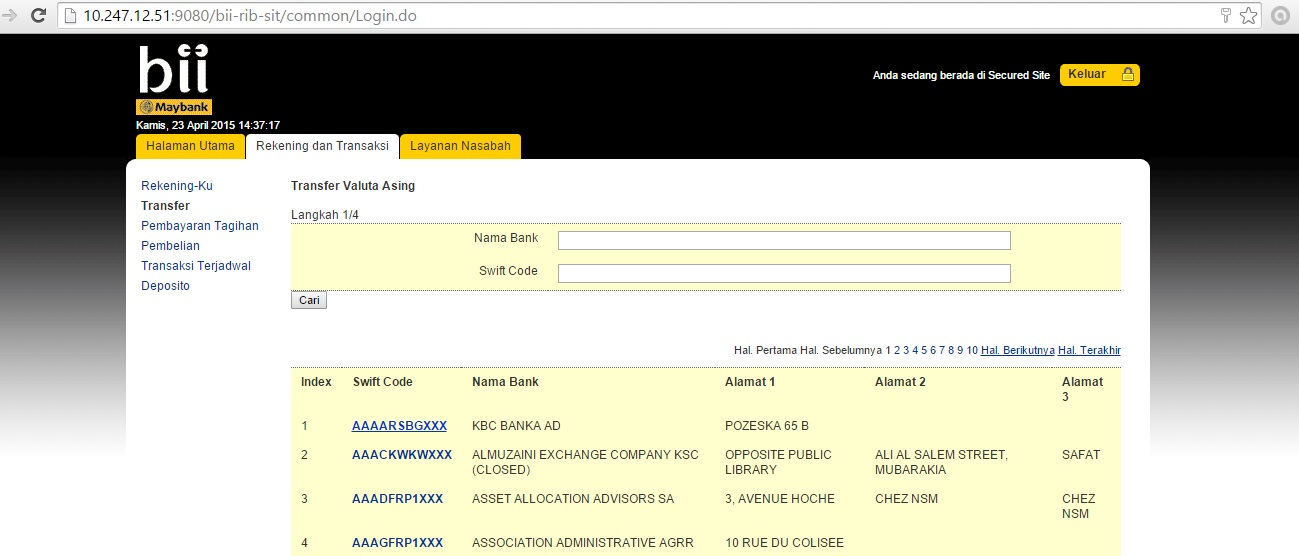 10.247.12.51:9080/bii-rib-sit/common/Login.do
bii
Maybank
Anda sedang berada di Secured Site
Keluar
Kamis, 23 April 2015 14:37:17
Halaman Utama
Rekening dan Transaksi
Layanan Nasabah
Rekening-Ku
Transfer
Pembayaran Tagihan
Pembelian
Transaksi Terjadwal
Deposito
Transfer Valuta Asing
Langkah 1/4
Nama Bank
Swift Code
Cari
Hal. Pertama Hal. Sebelumnya 1 2 3 4 5 6 7 8 9 10 Hal. Berikutnya Hal. Terakhir
Index Swift Code Nama Bank Alamat 1 Alamat 2 Alamat
3
1 AAAARSBGXXX KBC BANKA AD POZESKA 65 B
2 AAACKWKWXXX ALMUZAINI EXCHANGE COMPANY KSC OPPOSITE PUBLIC ALI AL SALEM STREET, SAFAT
(CLOSED) LIBRARY MUBARAKIA
3 AAADFRP1XXX ASSET ALLOCATION ADVISORS SA 3, AVENUE HOCHE CHEZ NSM CHEZ
NSM
4 AAAGFRP1XXX ASSOCIATION ADMINISTRATIVE AGRR 10 RUE DU COLISEE